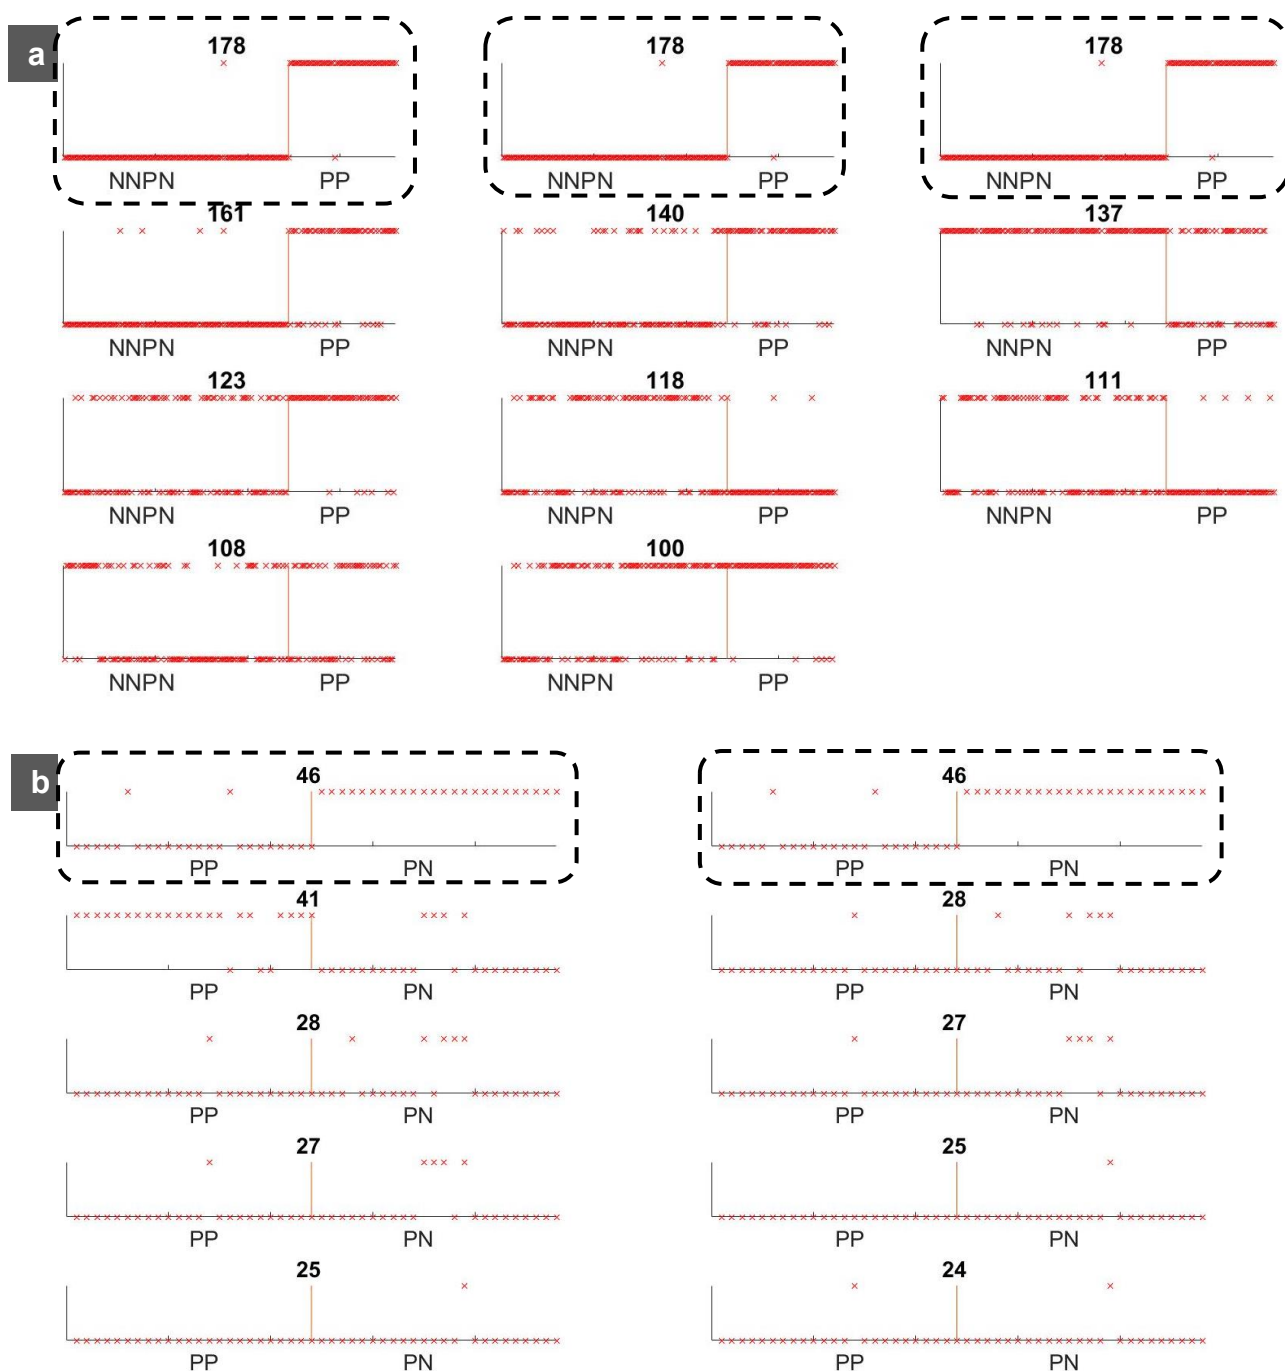 a
178 178 178
NNPN PP NNPN PP NNPN PP
161 140 137
NNPN PP NNPN PP NNPN PP
123 118 111
NNPN PP NNPN PP NNPN PP
108 100
NNPN PP NNPN PP
b
46 46
PP PN PP PN
41 28
PP PN PP PN
28 27
PP PN PP PN
27 25
PP PN PP PN
25 24
PP PN PP PN